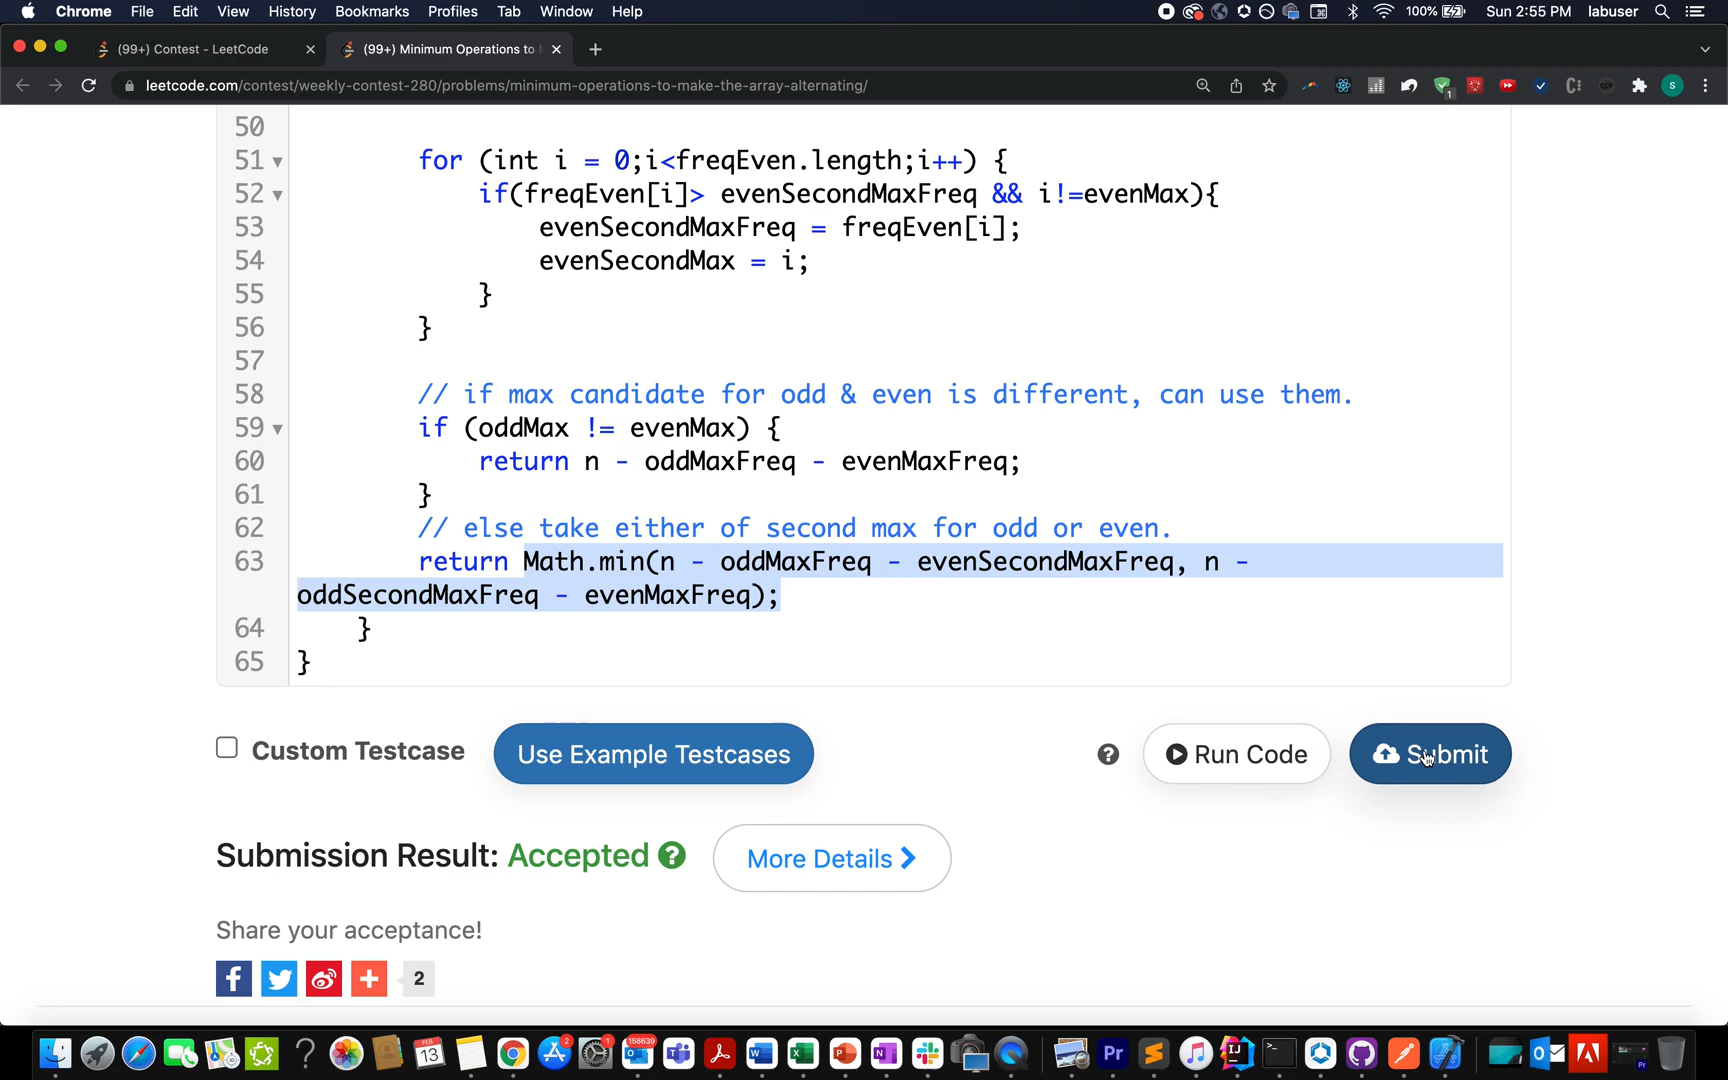 Chrome File Edit View History Bookmarks Profiles Tab Window Help 100% Sun 2:55 PM labuser
(99+) Contest - LeetCode (99+) Minimum Operations to
leetcode.com/contest/weekly-contest-280/problems/minimum-operations-to-make-the-array-alternating/
50
51 for (int i = 0;i<freqEven.length;i++) {
52 if(freqEven[i]> evenSecondMaxFreq && i!=evenMax){
53 evenSecondMaxFreq = freqEven[i];
54 evenSecondMax = i;
55 }
56 }
57
58 // if max candidate for odd & even is different, can use them.
59 if (oddMax != evenMax) {
60 return n - oddMaxFreq - evenMaxFreq;
61 }
62 // else take either of second max for odd or even.
63 return Math.min(n - oddMaxFreq - evenSecondMaxFreq, n -
oddSecondMaxFreq - evenMaxFreq);
64 }
65 }
Custom Testcase Use Example Testcases ? Run Code Submit
Submission Result: Accepted ? More Details
Share your acceptance!
2